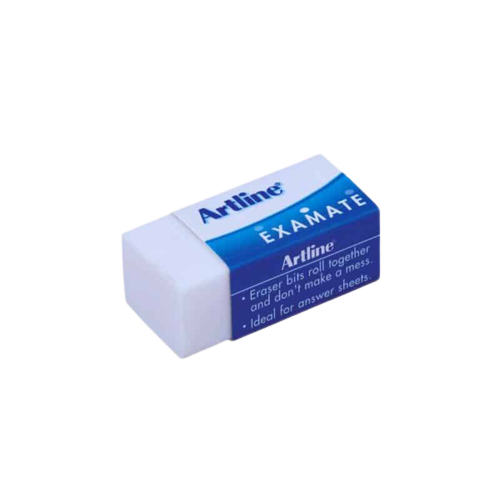 Artline®
EXAMATE
Artline®
• Eraser bits roll together
and don't make a mess.
• Ideal for answer sheets.